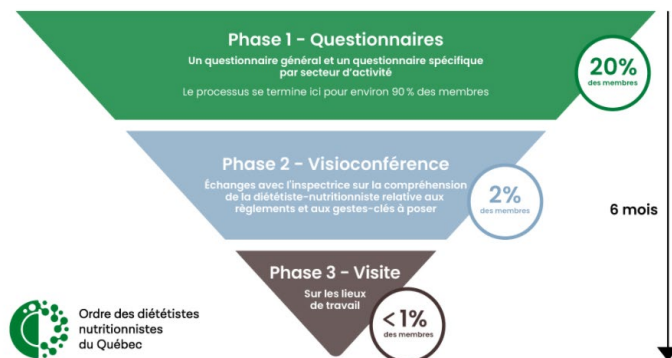 Phase 1 - Questionnaires
Un questionnaire général et un questionnaire spécifique
par secteur d'activité
Le processus se termine ici pour environ 90 % des membres
20%
des membres
Phase 2 - Visioconférence
Échanges avec l'inspectrice sur la compréhension
de la diététiste-nutritionniste relative aux
règlements et aux gestes-clés à poser
2%
des membres
6 mois
Phase 3 - Visite
Sur les lieux
de travail
<1%
des membres
Ordre des diététistes
nutritionnistes
du Québec